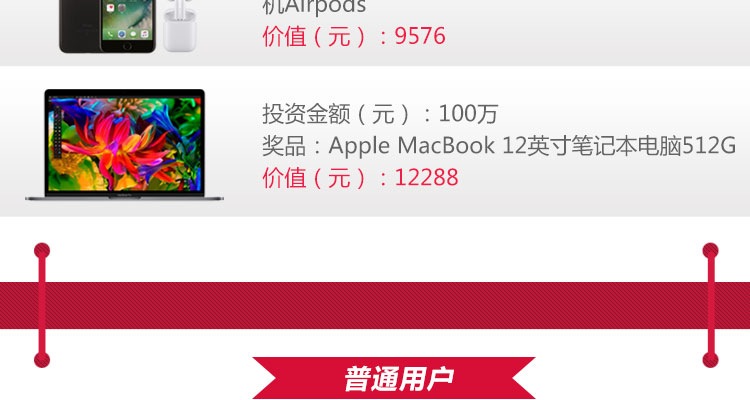 机Airpods
价值（元）：9576
投资金额（元）：100万
奖品：Apple MacBook 12英寸笔记本电脑512G
价值（元）：12288
普通用户